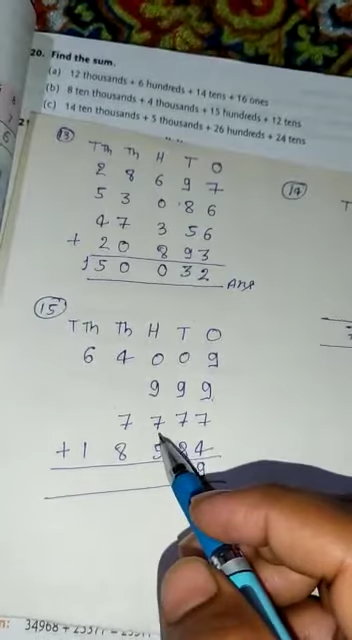 20. Find the sum.
(a) 12 thousands + 6 hundreds + 14 tens + 16 ones
(b) 8 ten thousands + 4 thousands + 15 hundreds + 12 tens
(c) 14 ten thousands + 5 thousands + 26 hundreds + 24 tens
21
13
T Th Th H T O
2 8 6 9 7
5 3 0 8 6
4 7 3 5 6
+ 2 0 8 9 3
1 5 0 0 3 2 Ans
14
T
15
T Th Th H T O
6 4 0 0 9
9 9 9
7 7 7 7
+ 1 8 5 8 4
9
34968 +